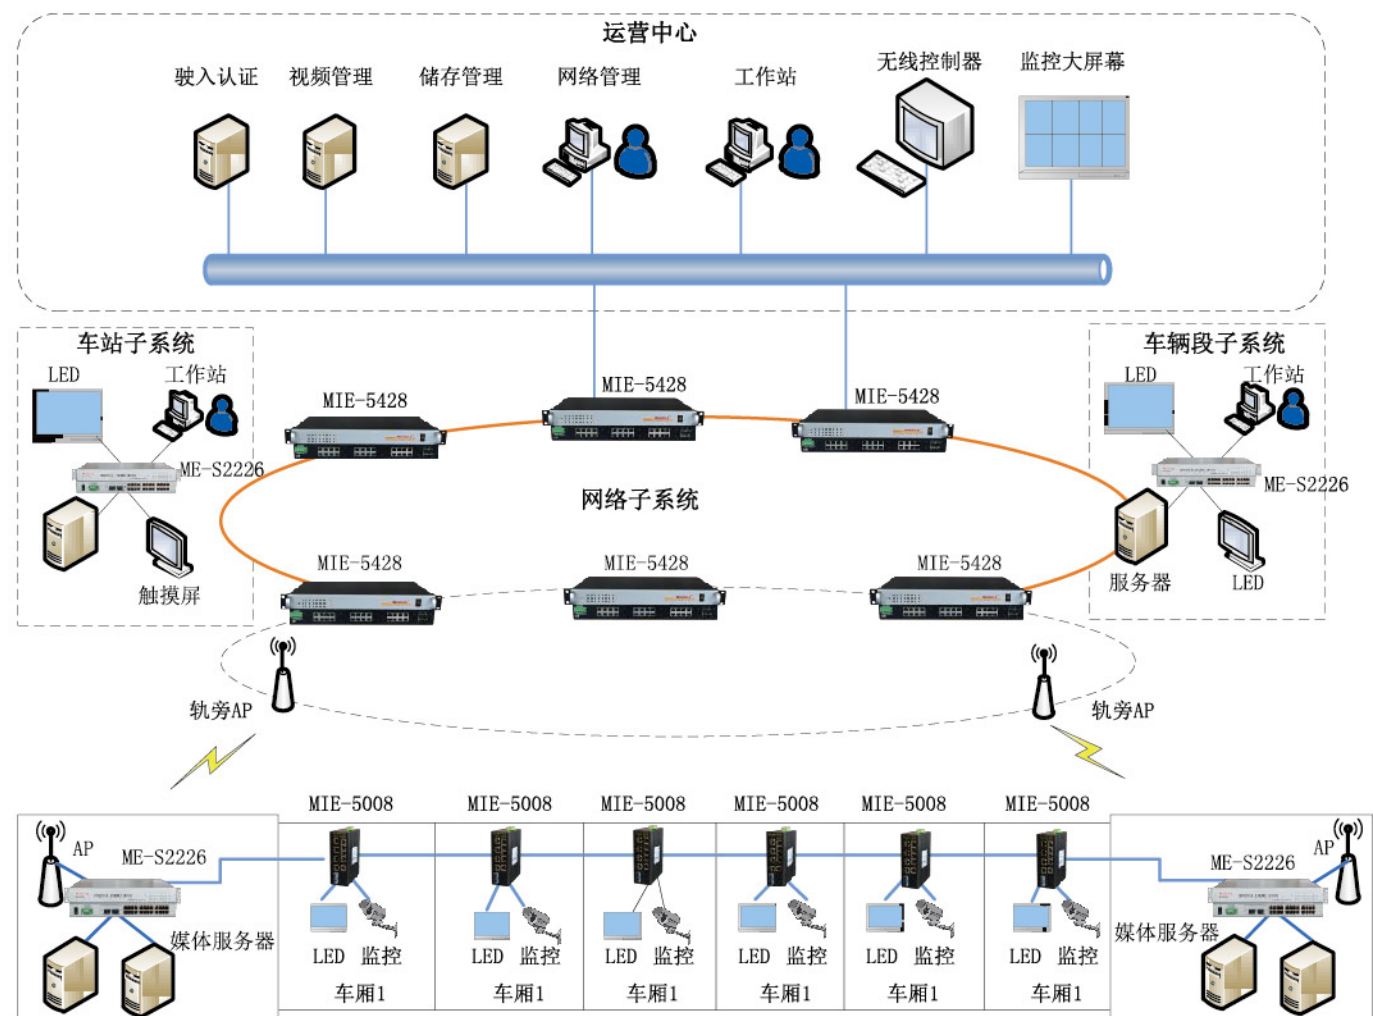 运营中心
驶入认证
视频管理
储存管理
网络管理
工作站
无线控制器
监控大屏幕
车站子系统
LED
工作站
ME-S2226
触摸屏
车辆段子系统
LED
工作站
ME-S2226
服务器
LED
MIE-5428
MIE-5428
MIE-5428
网络子系统
MIE-5428
MIE-5428
MIE-5428
轨旁AP
轨旁AP
MIE-5008
MIE-5008
MIE-5008
MIE-5008
MIE-5008
MIE-5008
AP
ME-S2226
媒体服务器
ME-S2226
AP
媒体服务器
LED 监控
LED 监控
LED 监控
LED 监控
LED 监控
LED 监控
车厢1
车厢1
车厢1
车厢1
车厢1
车厢1